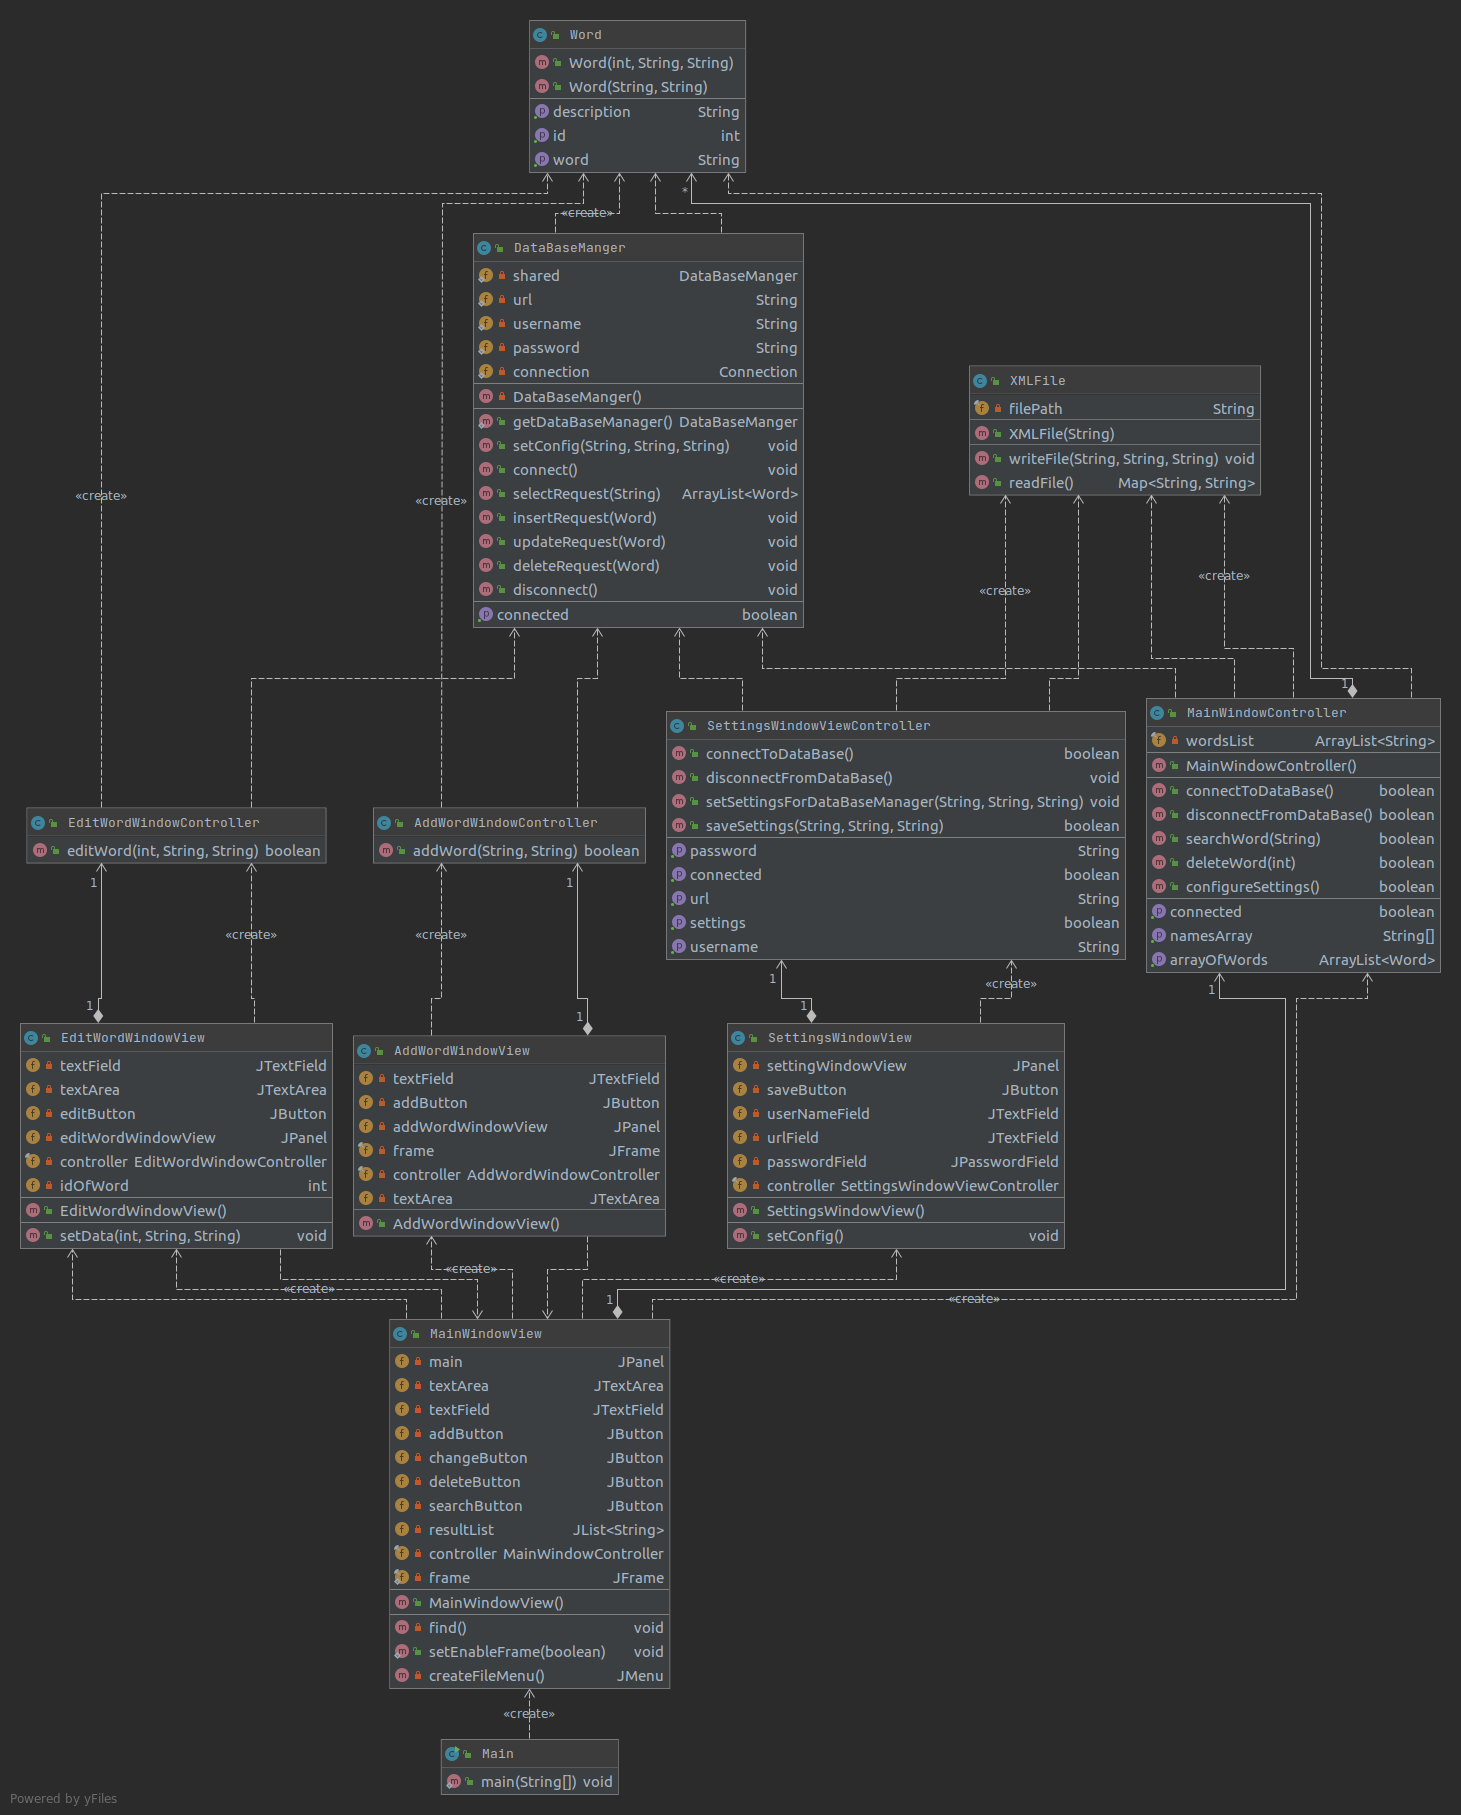 Word
Word(int, String, String)
Word(String, String)
description String
id int
word String
*
«create»
DataBaseManger
shared DataBaseManger
url String
username String
password String
connection Connection
DataBaseManger()
getDataBaseManager() DataBaseManger
setConfig(String, String, String) void
connect() void
selectRequest(String) ArrayList<Word>
insertRequest(Word) void
updateRequest(Word) void
deleteRequest(Word) void
disconnect() void
connected boolean
XMLFile
filePath String
XMLFile(String)
writeFile(String, String, String) void
readFile() Map<String, String>
«create»
«create»
«create»
«create»
1
SettingsWindowViewController
connectToDataBase() boolean
disconnectFromDataBase() void
setSettingsForDataBaseManager(String, String, String) void
saveSettings(String, String, String) boolean
password String
connected boolean
url String
settings boolean
username String
MainWindowController
wordsList ArrayList<String>
MainWindowController()
connectToDataBase() boolean
disconnectFromDataBase() boolean
searchWord(String) boolean
deleteWord(int) boolean
configureSettings() boolean
connected boolean
namesArray String[]
arrayOfWords ArrayList<Word>
EditWordWindowController
editWord(int, String, String) boolean
AddWordWindowController
addWord(String, String) boolean
1
1
«create»
«create»
1
«create»
1
1
1
1
EditWordWindowView
textField JTextField
textArea JTextArea
editButton JButton
editWordWindowView JPanel
controller EditWordWindowController
idOfWord int
EditWordWindowView()
setData(int, String, String) void
AddWordWindowView
textField JTextField
addButton JButton
addWordWindowView JPanel
frame JFrame
controller AddWordWindowController
textArea JTextArea
AddWordWindowView()
SettingsWindowView
settingWindowView JPanel
saveButton JButton
userNameField JTextField
urlField JTextField
passwordField JPasswordField
controller SettingsWindowViewController
SettingsWindowView()
setConfig() void
«create»
«create»
«create»
1
«create»
MainWindowView
main JPanel
textArea JTextArea
textField JTextField
addButton JButton
changeButton JButton
deleteButton JButton
searchButton JButton
resultList JList<String>
controller MainWindowController
frame JFrame
MainWindowView()
find() void
setEnableFrame(boolean) void
createFileMenu() JMenu
«create»
Main
main(String[]) void
Powered by yFiles